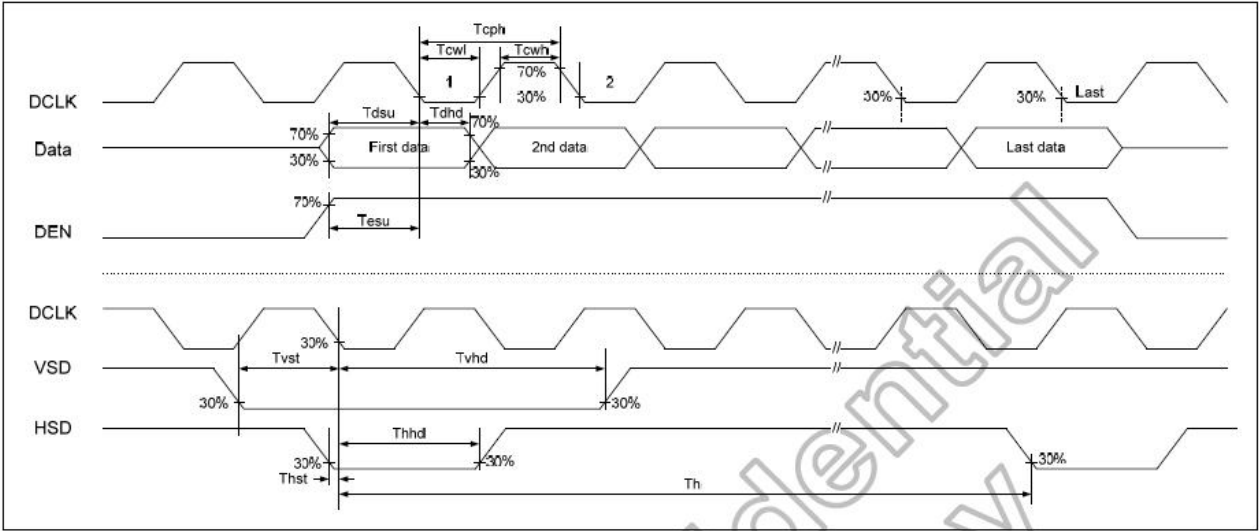 Tcph
Tcwl Tcwh
70%
1 2
30% 30% 30% Last
DCLK
Tdsu Tdhd
70% 70%
Data First data 2nd data Last data
30% 30%
70%
Tesu
DEN
DCLK
30%
Tvst Tvhd
VSD
30% 30%
HSD
Thhd
30% 30% 30%
Thst Th
dential